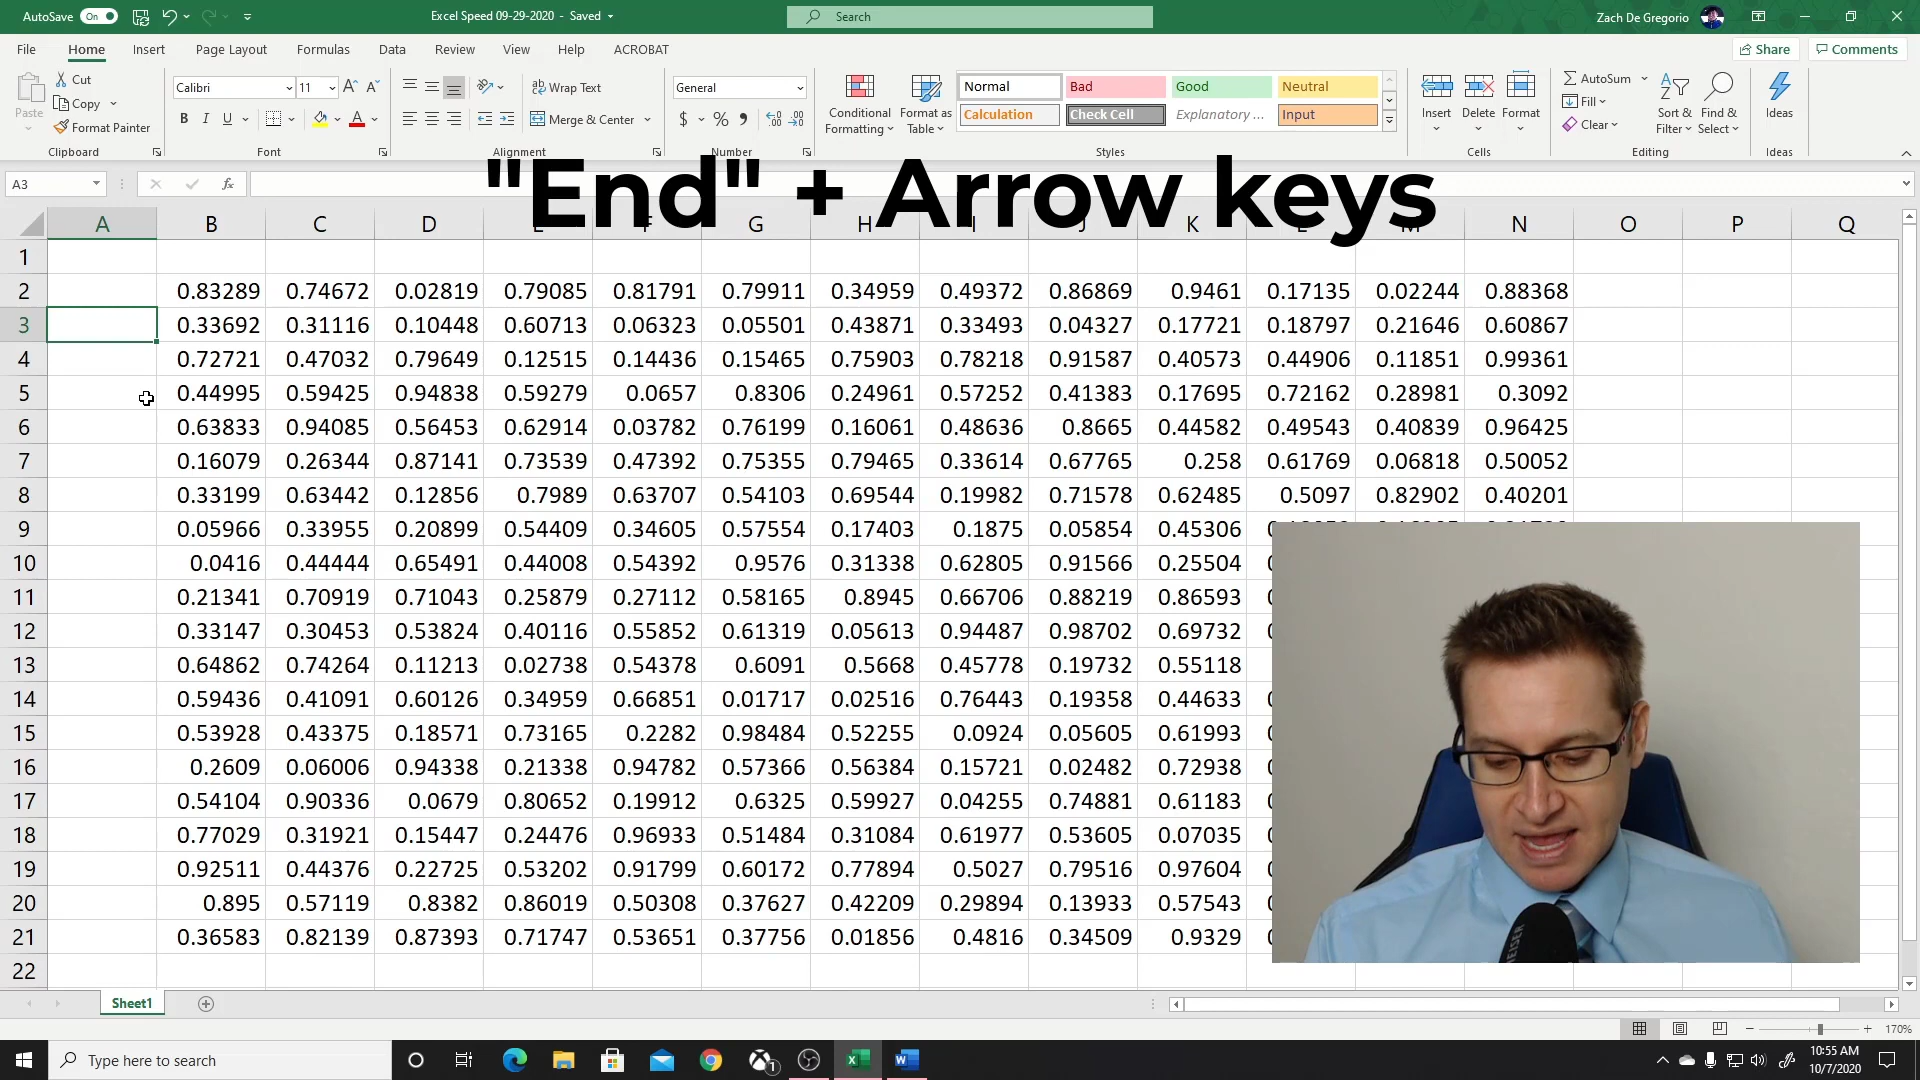 AutoSave On Excel Speed 09-29-2020 - Saved Search Zach De Gregorio
File Home Insert Page Layout Formulas Data Review View Help ACROBAT Share Comments
Paste Cut Copy Format Painter
Clipboard
Calibri 11 A A
B I U A
Font
Wrap Text
Merge & Center
Alignment
General
$ % 9
Number
Conditional Formatting Format as Table
Normal Bad Good Neutral
Calculation Check Cell Explanatory ... Input
Styles
Insert Delete Format
Cells
AutoSum Fill Clear Sort & Filter Find & Select
Editing
Ideas
Ideas
A3 fx
"End" + Arrow keys
A B C D F G H K N O P Q
1
2 0.83289 0.74672 0.02819 0.79085 0.81791 0.79911 0.34959 0.49372 0.86869 0.9461 0.17135 0.02244 0.88368
3 0.33692 0.31116 0.10448 0.60713 0.06323 0.05501 0.43871 0.33493 0.04327 0.17721 0.18797 0.21646 0.60867
4 0.72721 0.47032 0.79649 0.12515 0.14436 0.15465 0.75903 0.78218 0.91587 0.40573 0.44906 0.11851 0.99361
5 0.44995 0.59425 0.94838 0.59279 0.0657 0.8306 0.24961 0.57252 0.41383 0.17695 0.72162 0.28981 0.3092
6 0.63833 0.94085 0.56453 0.62914 0.03782 0.76199 0.16061 0.48636 0.8665 0.44582 0.49543 0.40839 0.96425
7 0.16079 0.26344 0.87141 0.73539 0.47392 0.75355 0.79465 0.33614 0.67765 0.258 0.61769 0.06818 0.50052
8 0.33199 0.63442 0.12856 0.7989 0.63707 0.54103 0.69544 0.19982 0.71578 0.62485 0.5097 0.82902 0.40201
9 0.05966 0.33955 0.20899 0.54409 0.34605 0.57554 0.17403 0.1875 0.05854 0.45306
10 0.0416 0.44444 0.65491 0.44008 0.54392 0.9576 0.31338 0.62805 0.91566 0.25504
11 0.21341 0.70919 0.71043 0.25879 0.27112 0.58165 0.8945 0.66706 0.88219 0.86593
12 0.33147 0.30453 0.53824 0.40116 0.55852 0.61319 0.05613 0.94487 0.98702 0.69732
13 0.64862 0.74264 0.11213 0.02738 0.54378 0.6091 0.5668 0.45778 0.19732 0.55118
14 0.59436 0.41091 0.60126 0.34959 0.66851 0.01717 0.02516 0.76443 0.19358 0.44633
15 0.53928 0.43375 0.18571 0.73165 0.2282 0.98484 0.52255 0.0924 0.05605 0.61993
16 0.2609 0.06006 0.94338 0.21338 0.94782 0.57366 0.56384 0.15721 0.02482 0.72938
17 0.54104 0.90336 0.0679 0.80652 0.19912 0.6325 0.59927 0.04255 0.74881 0.61183
18 0.77029 0.31921 0.15447 0.24476 0.96933 0.51484 0.31084 0.61977 0.53605 0.07035
19 0.92511 0.44376 0.22725 0.53202 0.91799 0.60172 0.77894 0.5027 0.79516 0.97604
20 0.895 0.57119 0.8382 0.86019 0.50308 0.37627 0.42209 0.29894 0.13933 0.57543
21 0.36583 0.82139 0.87393 0.71747 0.53651 0.37756 0.01856 0.4816 0.34509 0.9329
22
Sheet1
170%
Type here to search
10:55 AM
10/7/2020